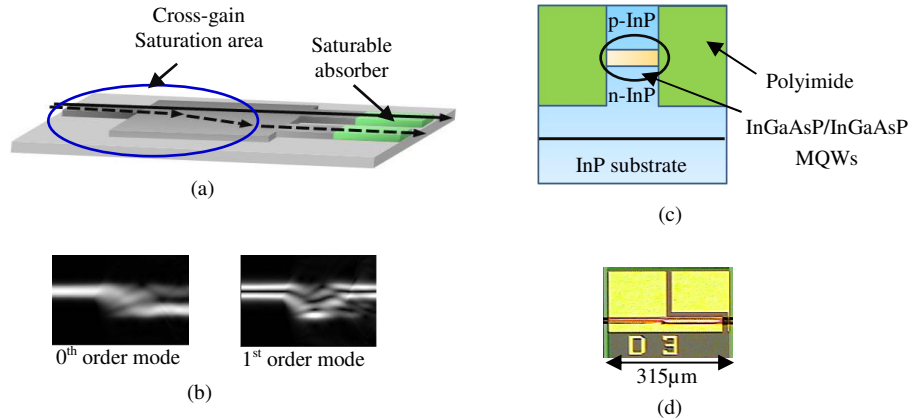 Cross-gain
Saturation area
Saturable
absorber
(a)
0th order mode
1st order mode
(b)
p-InP
n-InP
Polyimide
InGaAsP/InGaAsP
MQWs
InP substrate
(c)
D 3
315µm
(d)